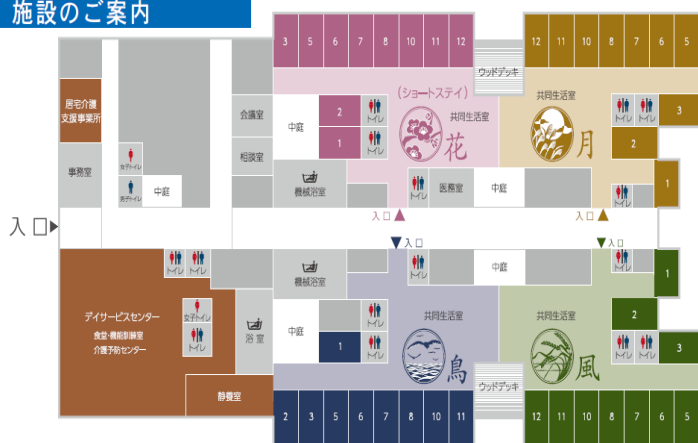 施設のご案内
3 5 6 7 8 10 11 12
ウッドデッキ
12 11 10 8 7 6 5
居宅介護
支援事業所
会議室
中庭
2
トイレ
(ショートステイ)
共同生活室
花
共同生活室
月
トイレ
トイレ
3
事務室
女子トイレ
男子トイレ
中庭
相談室
1
トイレ
2
機械浴室
トイレ
医務室
中庭
トイレ
1
入口
入口
入口
入口
入口
トイレ
トイレ
機械浴室
トイレ
中庭
トイレ
1
デイサービスセンター
食堂・機能訓練室
介護予防センター
女子トイレ
トイレ
浴室
中庭
トイレ
1
トイレ
共同生活室
鳥
共同生活室
風
2
トイレ
トイレ
3
静養室
ウッドデッキ
2 3 5 6 7 8 10 11
12 11 10 8 7 6 5